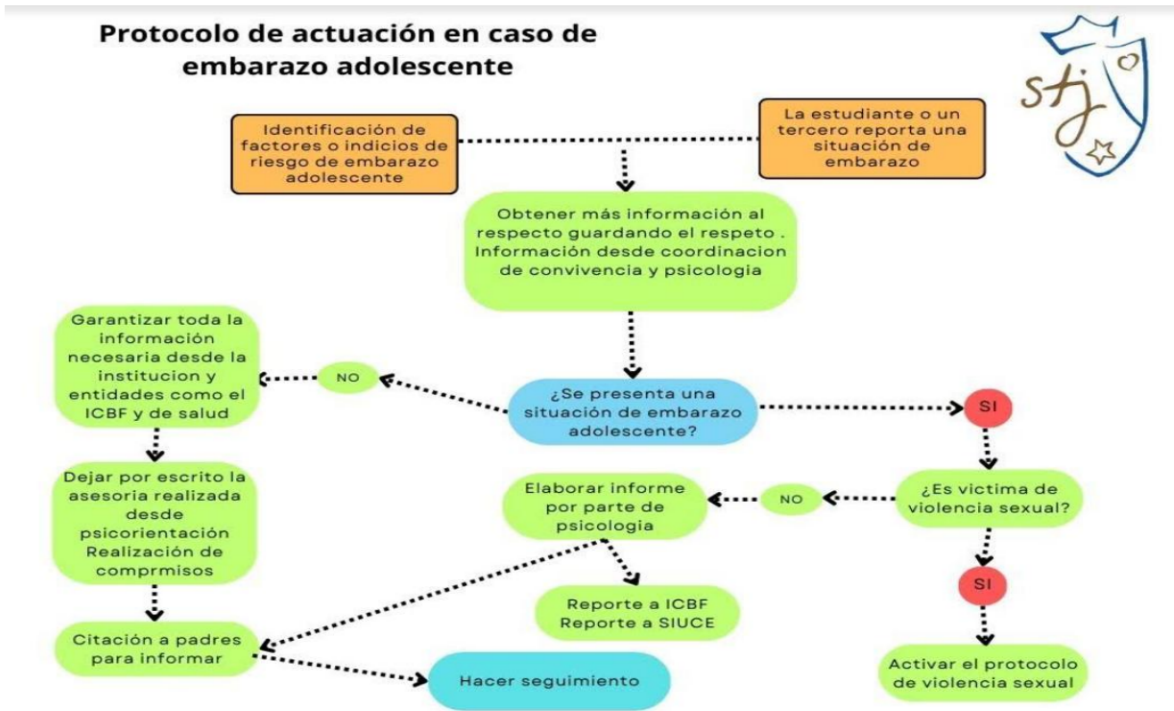 Protocolo de actuación en caso de
embarazo adolescente
stj
Identificación de
factores o indicios de
riesgo de embarazo
adolescente
La estudiante o un
tercero reporta una
situación de
embarazo
Obtener más información al
respecto guardando el respeto .
Información desde coordinacion
de convivencia y psicologia
Garantizar toda la
información
necesaria desde la
institucion y
entidades como el
ICBF y de salud
NO
¿Se presenta una
situación de embarazo
adolescente?
SI
Dejar por escrito la
asesoria realizada
desde
psicorientación
Realización de
comprmisos
Elaborar informe
por parte de
psicologia
NO
¿Es victima de
violencia sexual?
SI
Reporte a ICBF
Reporte a SIUCE
Citación a padres
para informar
Hacer seguimiento
Activar el protocolo
de violencia sexual